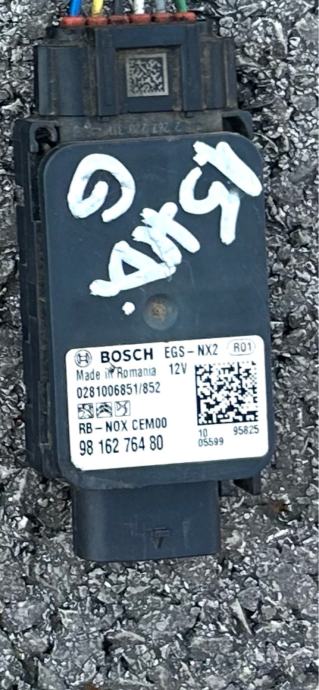 BOSCH EGS-NX2 R01
Made in Romania 12V
0281006851/852
RB-NOX CEM00
98 162 764 80
10 95825
05599